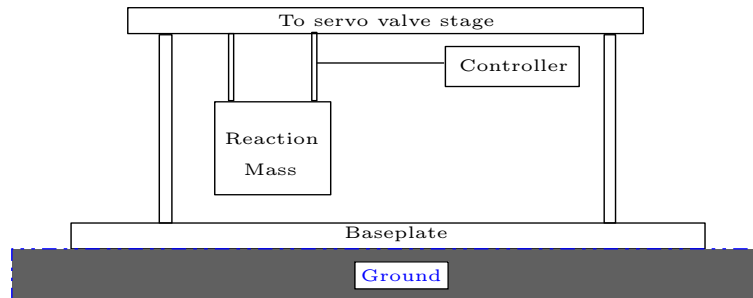 To servo valve stage
Controller
Reaction
Mass
Baseplate
Ground